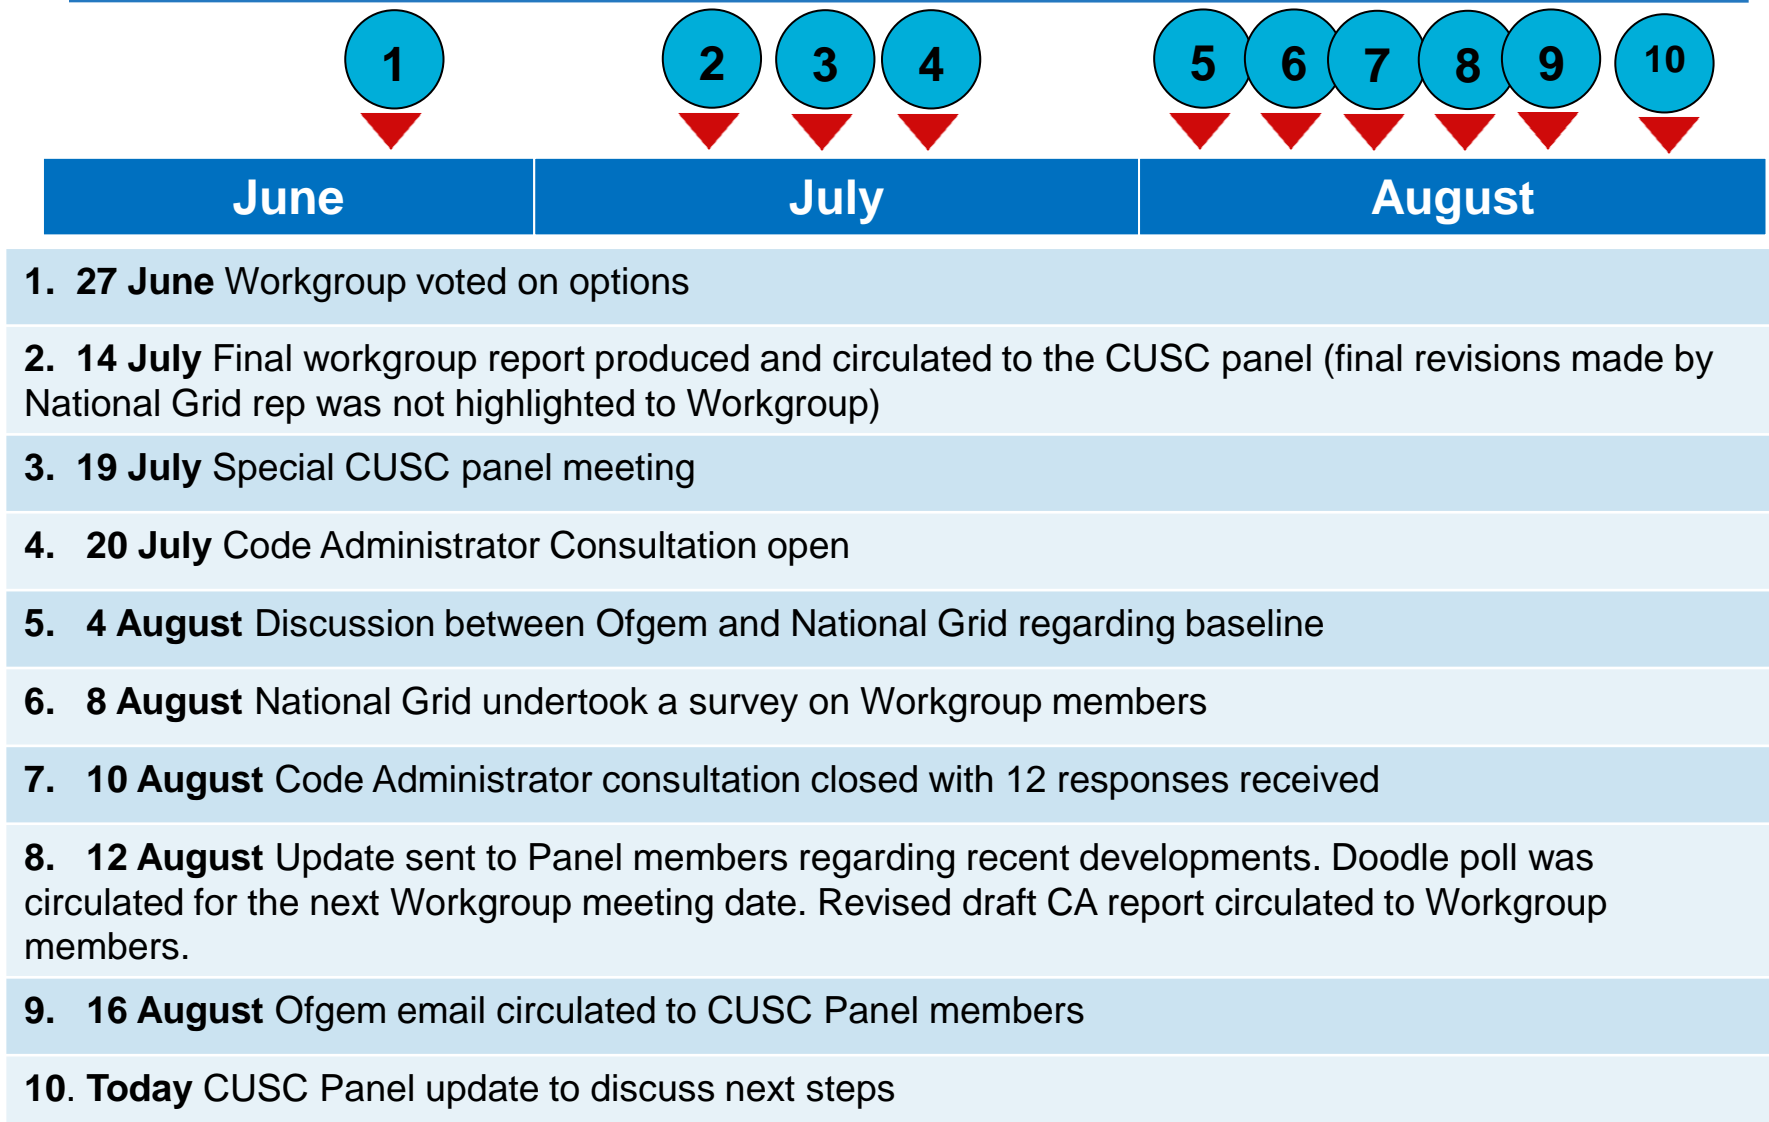 1 2 3 4 5 6 7 8 9 10
June July August
1. 27 June Workgroup voted on options
2. 14 July Final workgroup report produced and circulated to the CUSC panel (final revisions made by
National Grid rep was not highlighted to Workgroup)
3. 19 July Special CUSC panel meeting
4. 20 July Code Administrator Consultation open
5. 4 August Discussion between Ofgem and National Grid regarding baseline
6. 8 August National Grid undertook a survey on Workgroup members
7. 10 August Code Administrator consultation closed with 12 responses received
8. 12 August Update sent to Panel members regarding recent developments. Doodle poll was
circulated for the next Workgroup meeting date. Revised draft CA report circulated to Workgroup
members.
9. 16 August Ofgem email circulated to CUSC Panel members
10. Today CUSC Panel update to discuss next steps